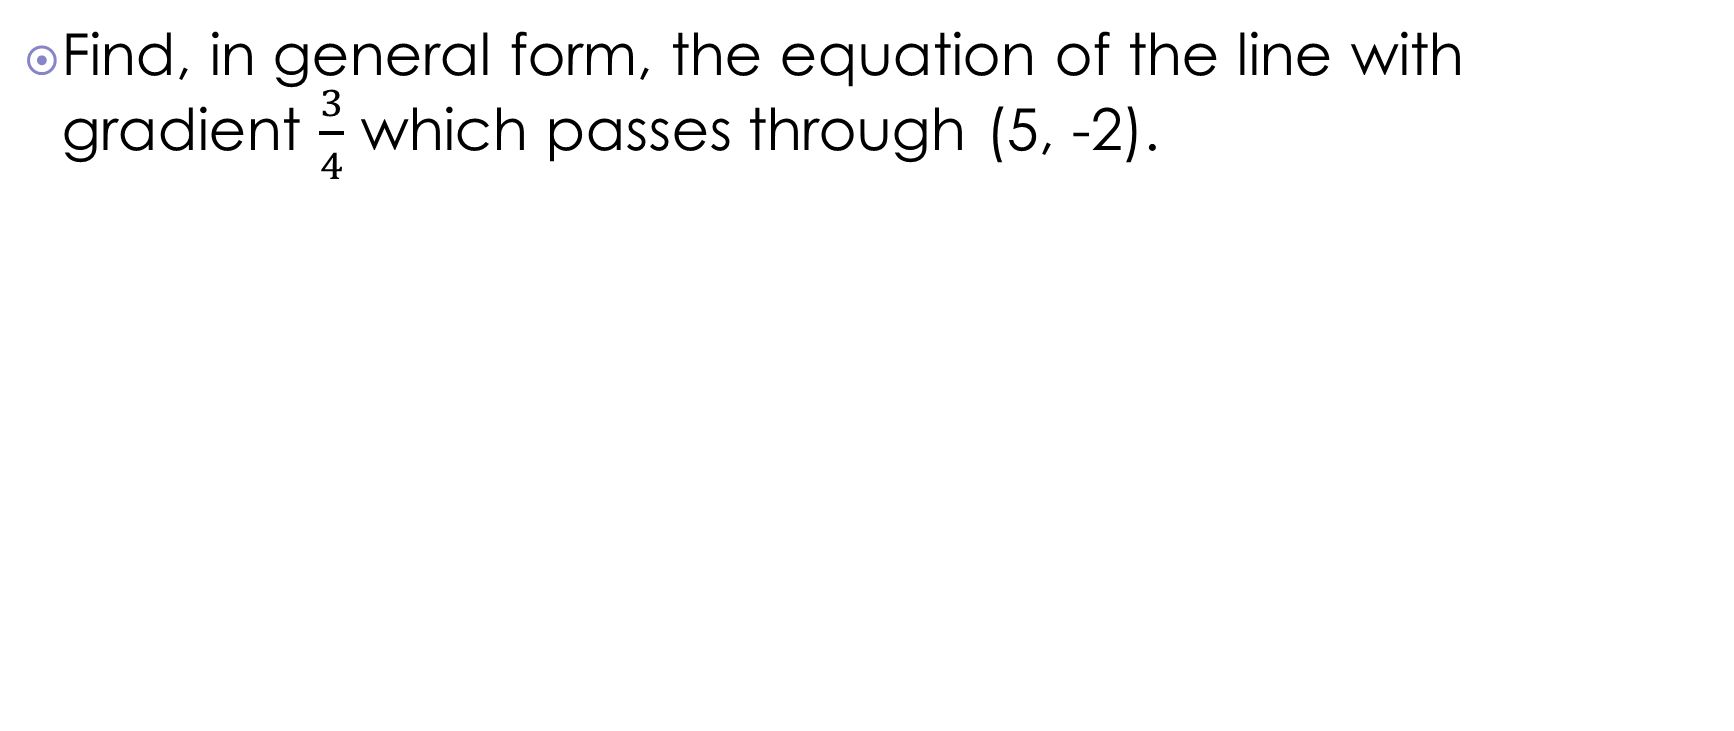 Find, in general form, the equation of the line with
gradient 3/4 which passes through (5, -2).